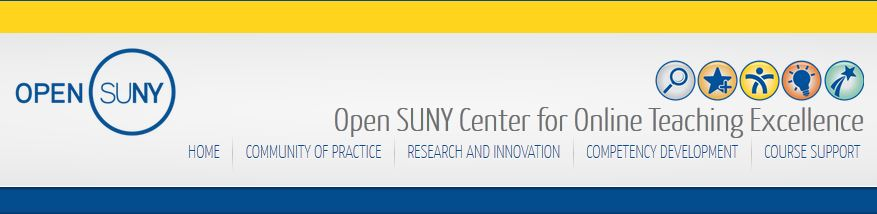 OPEN SUNY
Open SUNY Center for Online Teaching Excellence
HOME COMMUNITY OF PRACTICE RESEARCH AND INNOVATION COMPETENCY DEVELOPMENT COURSE SUPPORT